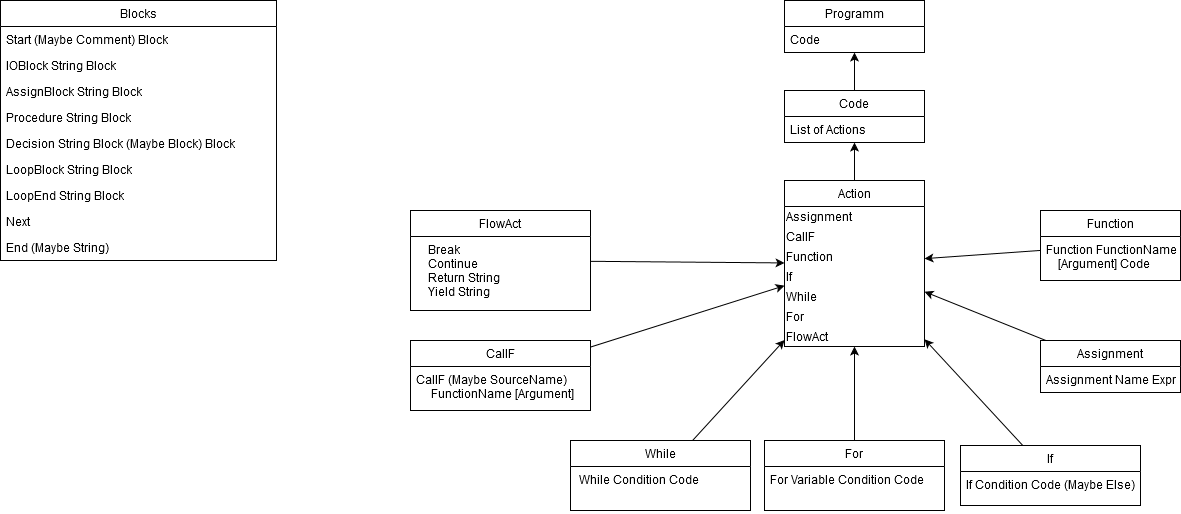 Blocks
Start (Maybe Comment) Block
IOBlock String Block
AssignBlock String Block
Procedure String Block
Decision String Block (Maybe Block) Block
LoopBlock String Block
LoopEnd String Block
Next
End (Maybe String)
Programm
Code
Code
List of Actions
Action
Assignment
CallF
Function
If
While
For
FlowAct
FlowAct
Break
Continue
Return String
Yield String
Function
Function FunctionName
[Argument] Code
CallF
CallF (Maybe SourceName)
FunctionName [Argument]
Assignment
Assignment Name Expr
While
While Condition Code
For
For Variable Condition Code
If
If Condition Code (Maybe Else)